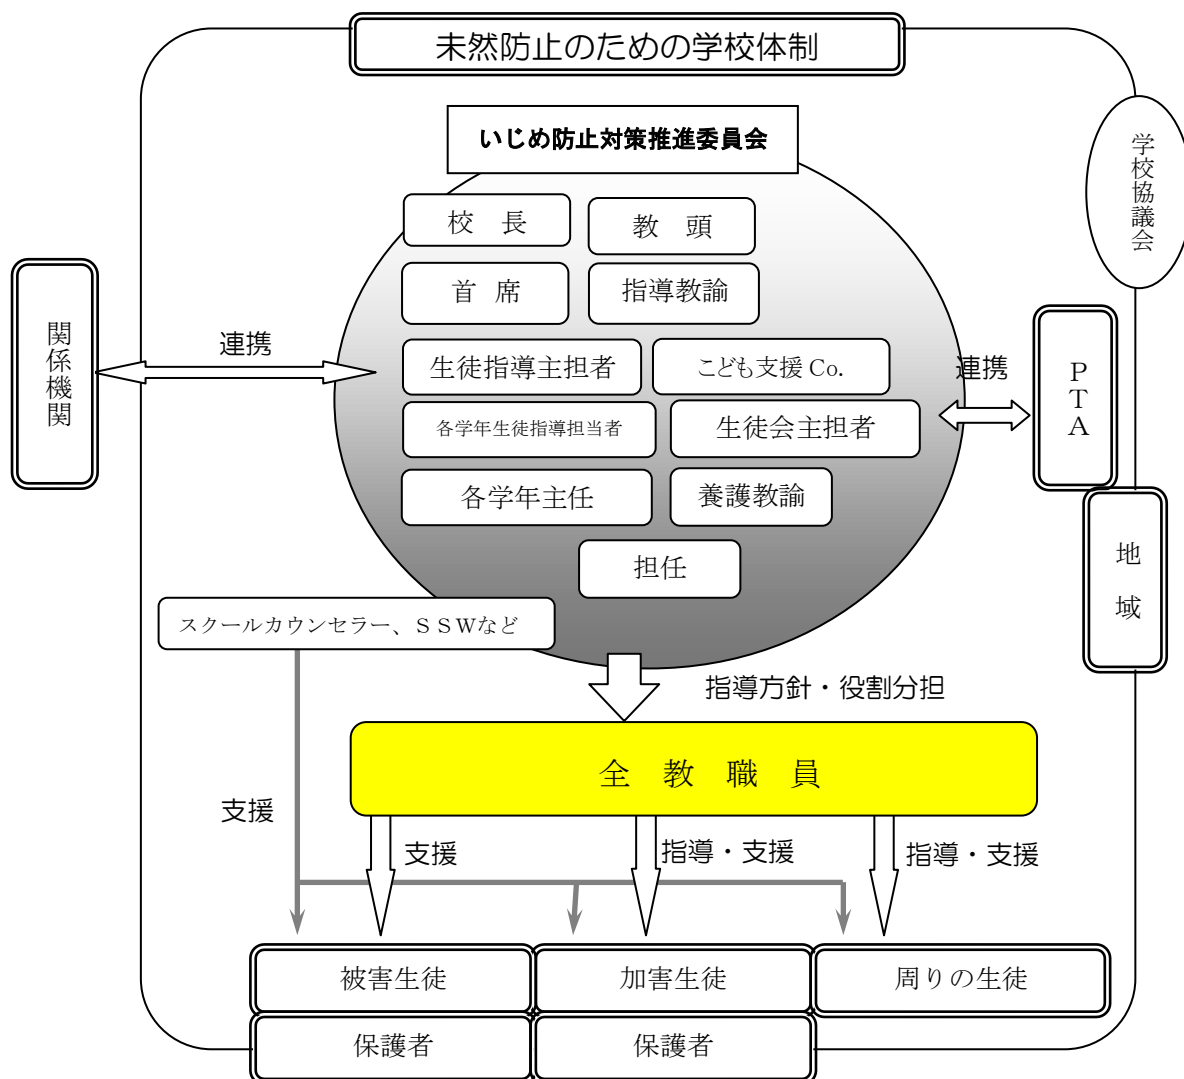 未然防止のための学校体制
いじめ防止対策推進委員会
学校協議会
校　長
教　頭
首　席
指導教諭
関係機関
連携
生徒指導主担者
こども支援 Co.
連携
PTA
各学年生徒指導担当者
生徒会主担者
各学年主任
養護教諭
地　域
担任
スクールカウンセラー、ＳＳＷなど
指導方針・役割分担
全　教　職　員
支援
支援
指導・支援
指導・支援
被害生徒
加害生徒
周りの生徒
保護者
保護者